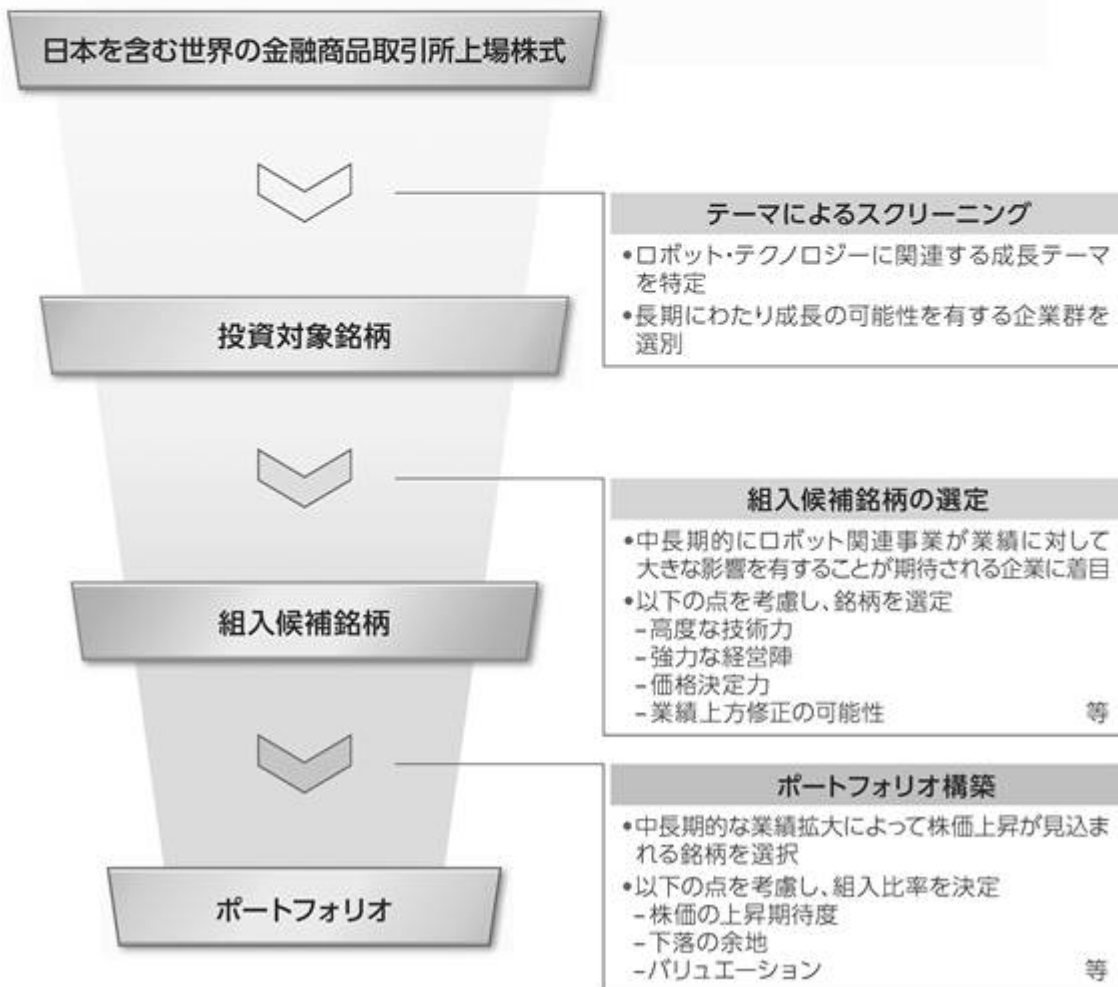 日本を含む世界の金融商品取引所上場株式
テーマによるスクリーニング
•ロボット・テクノロジーに関連する成長テーマ
を特定
•長期にわたり成長の可能性を有する企業群を
選別
投資対象銘柄
組入候補銘柄の選定
•中長期的にロボット関連事業が業績に対して
大きな影響を有することが期待される企業に着目
•以下の点を考慮し、銘柄を選定
–高度な技術力
–強力な経営陣
–価格決定力
–業績上方修正の可能性 等
組入候補銘柄
ポートフォリオ構築
•中長期的な業績拡大によって株価上昇が見込ま
れる銘柄を選択
•以下の点を考慮し、組入比率を決定
–株価の上昇期待度
–下落の余地
–バリュエーション 等
ポートフォリオ